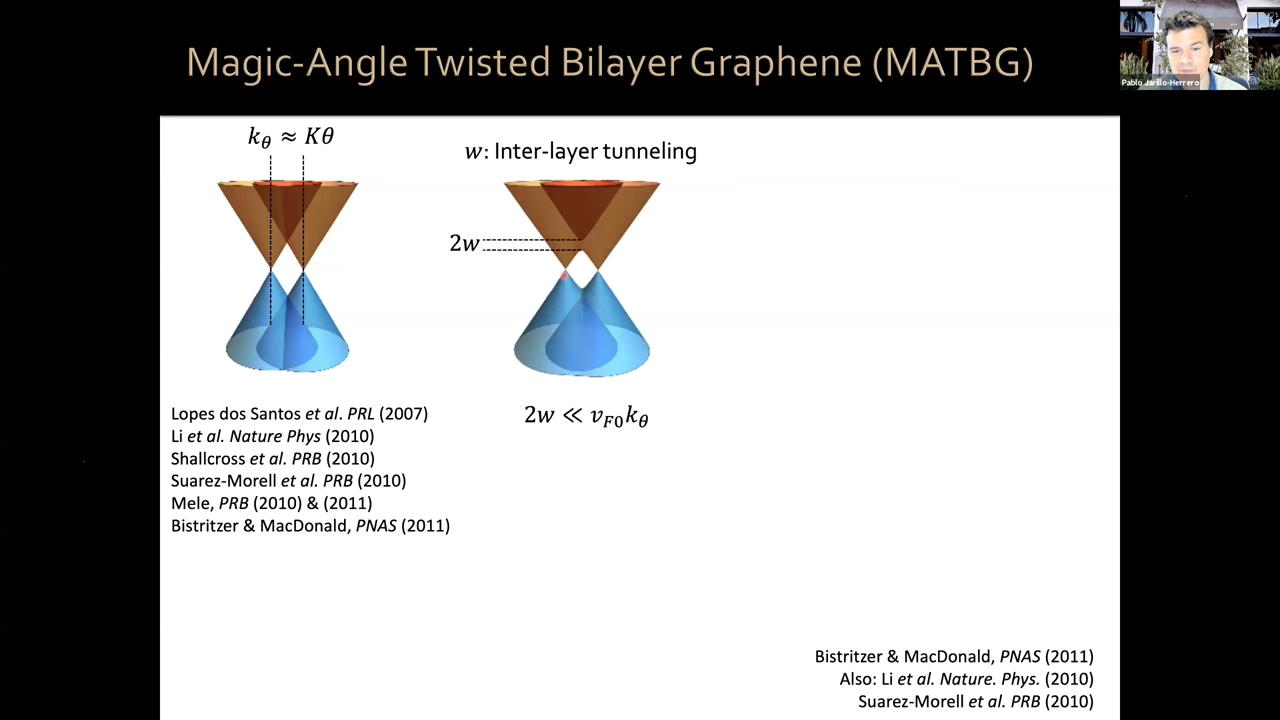 Magic-Angle Twisted Bilayer Graphene (MATBG)
Pablo Jarillo-Herrero
kθ ≈ Kθ
w: Inter-layer tunneling
2w
2w ≪ vF0kθ
Lopes dos Santos et al. PRL (2007)
Li et al. Nature Phys (2010)
Shallcross et al. PRB (2010)
Suarez-Morell et al. PRB (2010)
Mele, PRB (2010) & (2011)
Bistritzer & MacDonald, PNAS (2011)
Bistritzer & MacDonald, PNAS (2011)
Also: Li et al. Nature. Phys. (2010)
Suarez-Morell et al. PRB (2010)